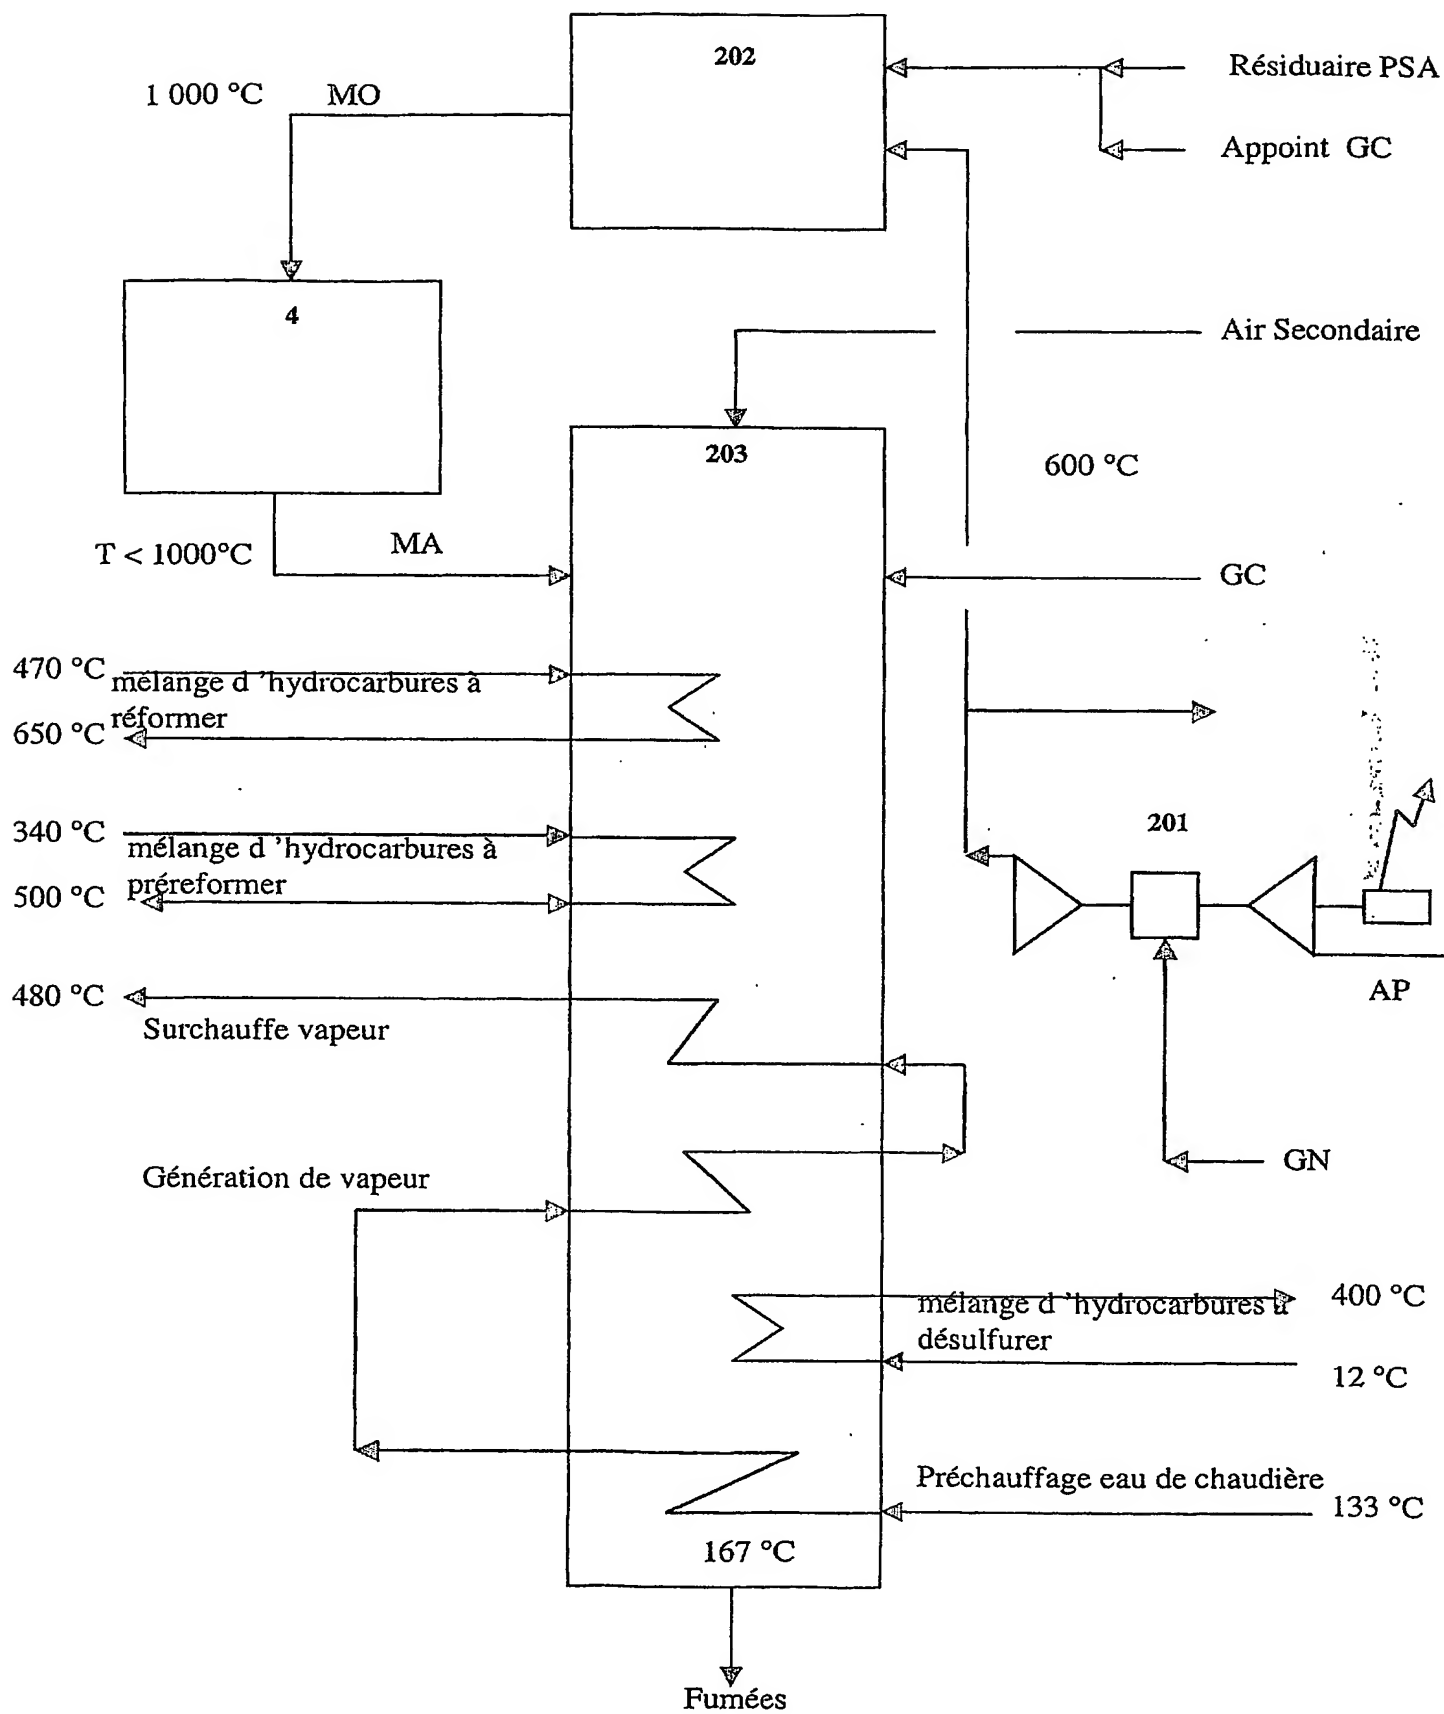 202
Résiduaire PSA
1 000 °C
MO
Appoint GC
4
Air Secondaire
203
600 °C
T < 1000°C
MA
GC
470 °C
mélange d 'hydrocarbures à
réformer
650 °C
201
340 °C
mélange d 'hydrocarbures à
préreformer
500 °C
480 °C
AP
Surchauffe vapeur
GN
Génération de vapeur
mélange d 'hydrocarbures à
400 °C
désulfurer
12 °C
Préchauffage eau de chaudière
133 °C
167 °C
Fumées